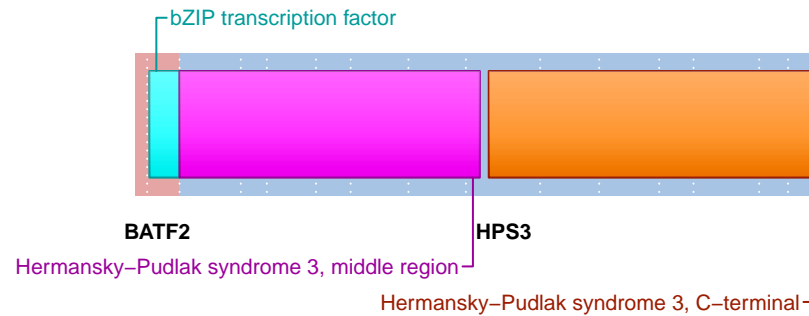 bZIP transcription factor
BATF2 HPS3
Hermansky−Pudlak syndrome 3, middle region
Hermansky−Pudlak syndrome 3, C−terminal